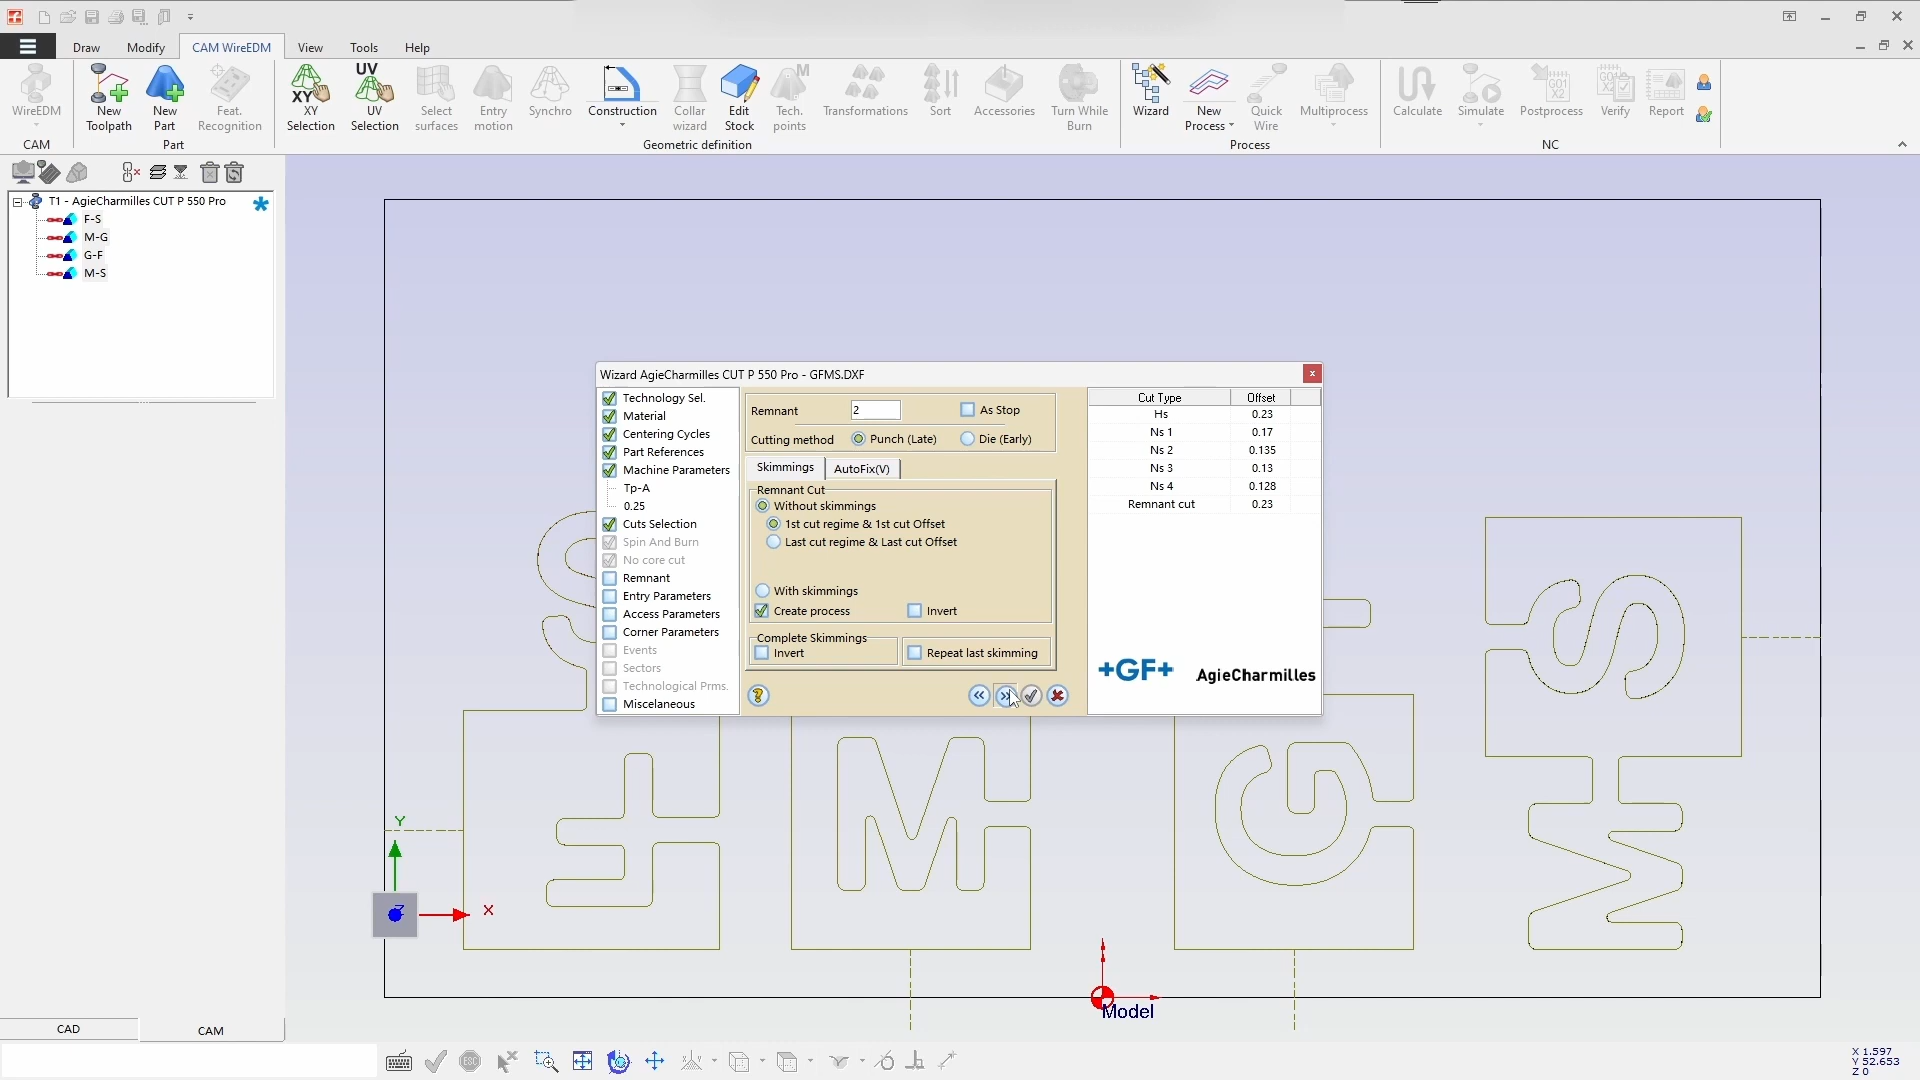 Draw Modify CAM WireEDM View Tools Help
WireEDM
New Toolpath
New Part
Feat. Recognition
XY
XY Selection
UV
UV Selection
Select surfaces
Entry motion
Synchro
Construction
Collar wizard
Edit Stock
M
Tech. points
Transformations
Sort
Accessories
Turn While Burn
Wizard
New Process
Quick Wire
Multiprocess
Calculate
Simulate
G01 X2
Postprocess
Verify
Report
CAM Part Geometric definition Process NC
T1 - AgieCharmilles CUT P 550 Pro
F-S
M-G
G-F
M-S
Wizard AgieCharmilles CUT P 550 Pro - GFMS.DXF
x
Technology Sel.
Material
Centering Cycles
Part References
Machine Parameters
Tp-A
0.25
Cuts Selection
Spin And Burn
No core cut
Remnant
Entry Parameters
Access Parameters
Corner Parameters
Events
Sectors
Technological Prms.
Miscelaneous
Remnant 2 As Stop
Cutting method Punch (Late) Die (Early)
Skimmings AutoFix(V)
Remnant Cut
Without skimmings
1st cut regime & 1st cut Offset
Last cut regime & Last cut Offset
With skimmings
Create process Invert
Complete Skimmings
Invert Repeat last skimming
?
Cut Type Offset
Hs 0.23
Ns 1 0.17
Ns 2 0.135
Ns 3 0.13
Ns 4 0.128
Remnant cut 0.23
+GF+ AgieCharmilles
Y
Z
X
Model
CAD CAM
ESC
X 1.597
Y 52.653
Z 0